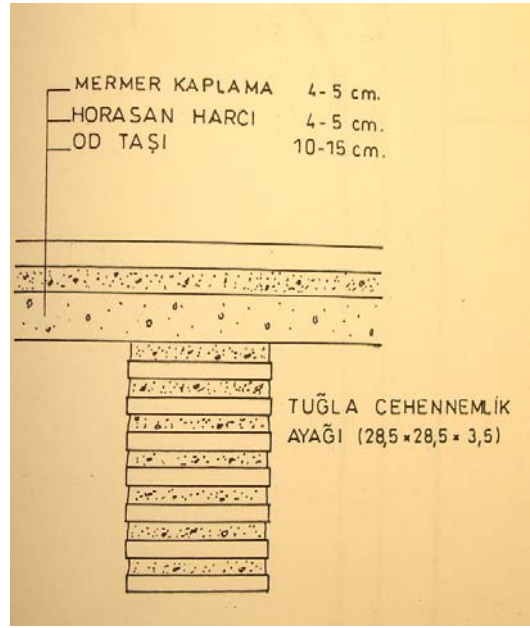 MERMER KAPLAMA 4-5 cm.
HORASAN HARCI 4-5 cm.
OD TAŞI 10-15 cm.
TUĞLA CEHENNEMLİK
AYAĞI (28,5×28,5×3,5)